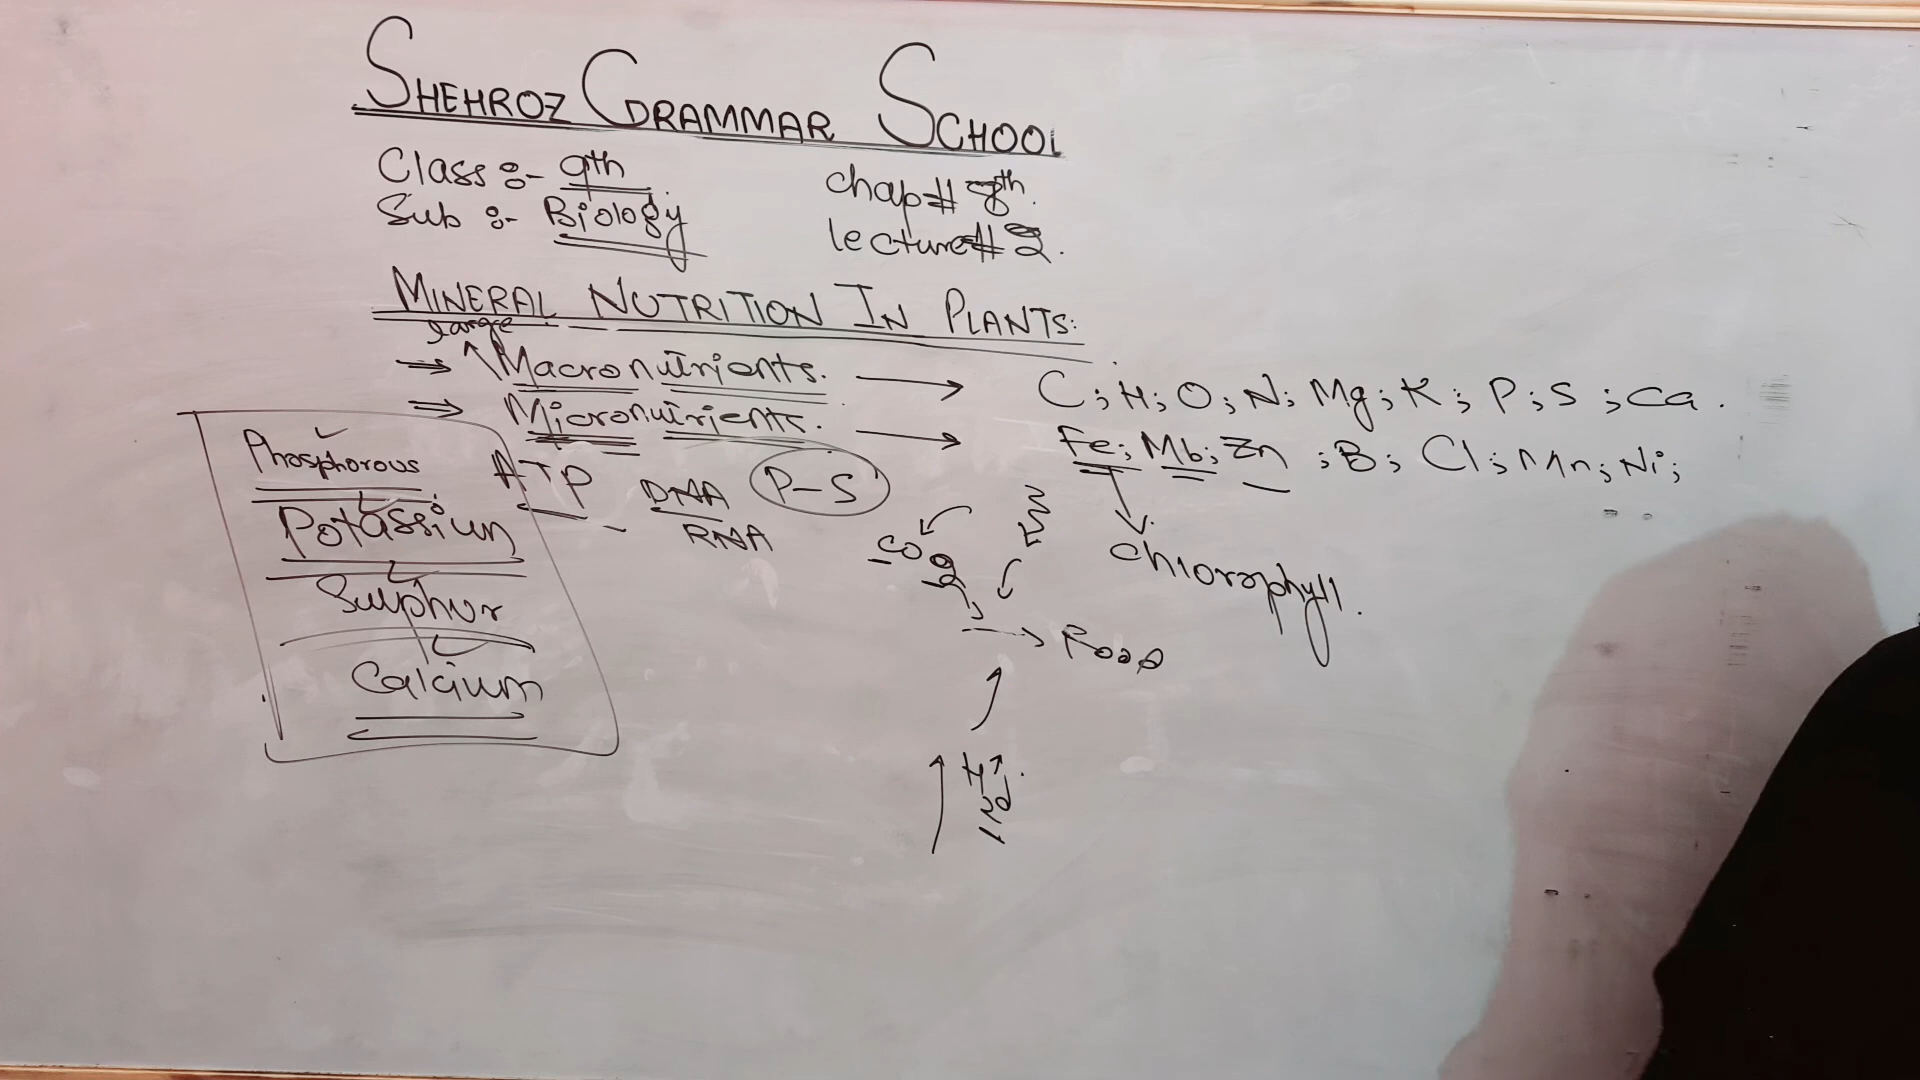 SHEHROZ GRAMMAR SCHOOL
Class :- 9th
chap# 8th.
Sub :- Biology
lecture# 2.
MINERAL NUTRITION IN PLANTS:
large
⇒ Macronutrients. → C; H; O; N; Mg; K; P; S; Ca.
⇒ Micronutrients. → Fe; Mb; Zn; B; Cl; Mn; Ni;
Phosphorous
ATP
DNA
P-S
RNA
Potassium
CO2
Chlorophyll.
Sulphur
Food
Calcium
H2O